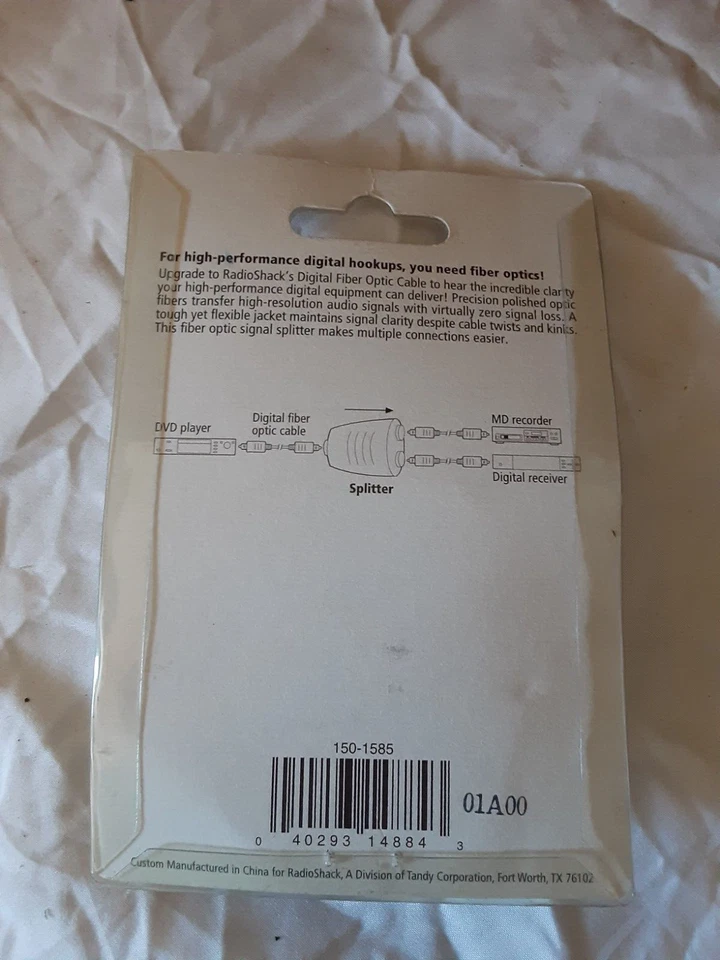 For high-performance digital hookups, you need fiber optics!
Upgrade to RadioShack's Digital Fiber Optic Cable to hear the incredible clarity
your high-performance digital equipment can deliver! Precision polished optic
fibers transfer high-resolution audio signals with virtually zero signal loss. A
tough yet flexible jacket maintains signal clarity despite cable twists and kinks.
This fiber optic signal splitter makes multiple connections easier.
DVD player
Digital fiber
optic cable
MD recorder
Digital receiver
Splitter
150-1585
01A00
0 40293 14884 3
Custom Manufactured in China for RadioShack, A Division of Tandy Corporation, Fort Worth, TX 76102